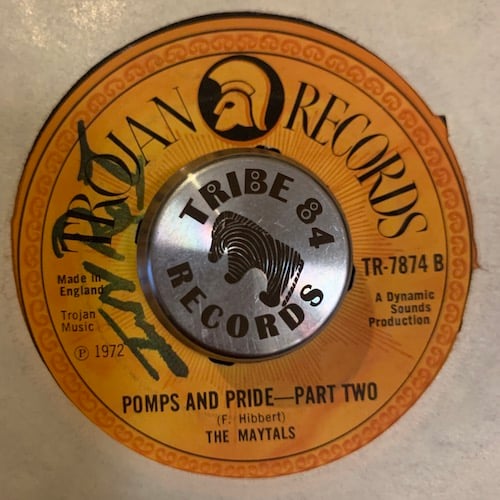 TROJAN RECORDS
TRIBE 84
RECORDS
TR-7874 B
Made in
England
Trojan
Music
Ⓟ 1972
A Dynamic
Sounds
Production
POMPS AND PRIDE—PART TWO
(F. Hibbert)
THE MAYTALS